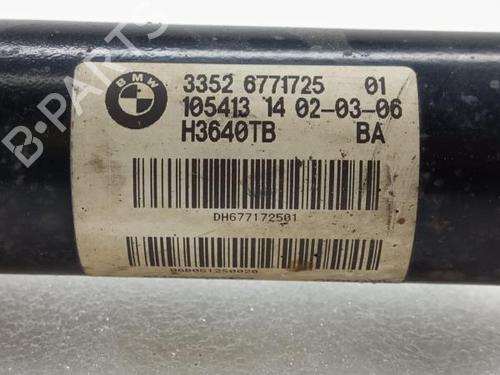 B-PARTS
BMW
3352 6771725 01
105413 14 02-03-06
H3640TB BA
DH677172501